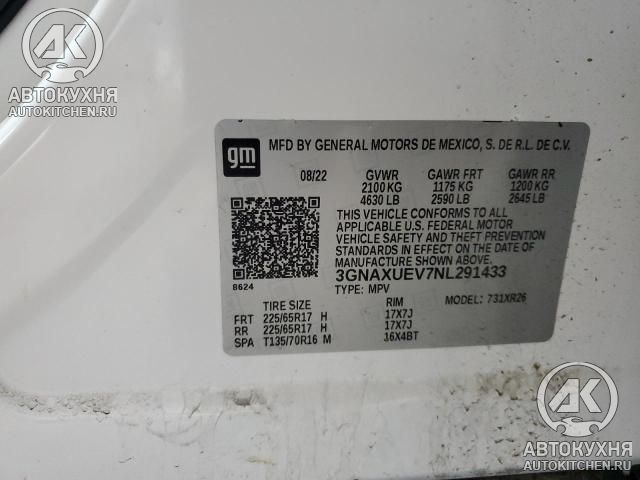 AK
АВТОКУХНЯ
AUTOKITCHEN.RU
gm
MFD BY GENERAL MOTORS DE MEXICO, S. DE R.L. DE C.V.
08/22 GVWR GAWR FRT GAWR RR
2100 KG 1175 KG 1200 KG
4630 LB 2590 LB 2645 LB
THIS VEHICLE CONFORMS TO ALL
APPLICABLE U.S. FEDERAL MOTOR
VEHICLE SAFETY AND THEFT PREVENTION
STANDARDS IN EFFECT ON THE DATE OF
MANUFACTURE SHOWN ABOVE.
3GNAXUEV7NL291433
8624
TYPE: MPV
MODEL: 731XR26
TIRE SIZE RIM
FRT 225/65R17 H 17X7J
RR 225/65R17 H 17X7J
SPA T135/70R16 M 16X4BT
AK
АВТОКУХНЯ
AUTOKITCHEN.RU